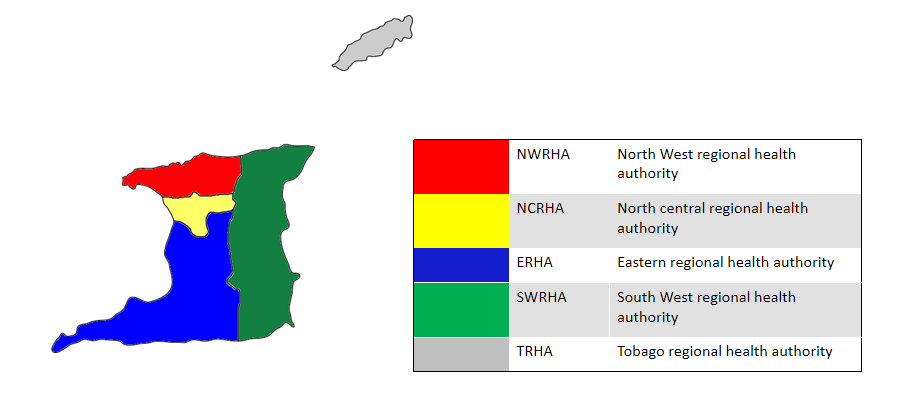 NWRHA North West regional health
authority
NCRHA North central regional health
authority
ERHA Eastern regional health authority
SWRHA South West regional health
authority
TRHA Tobago regional health authority